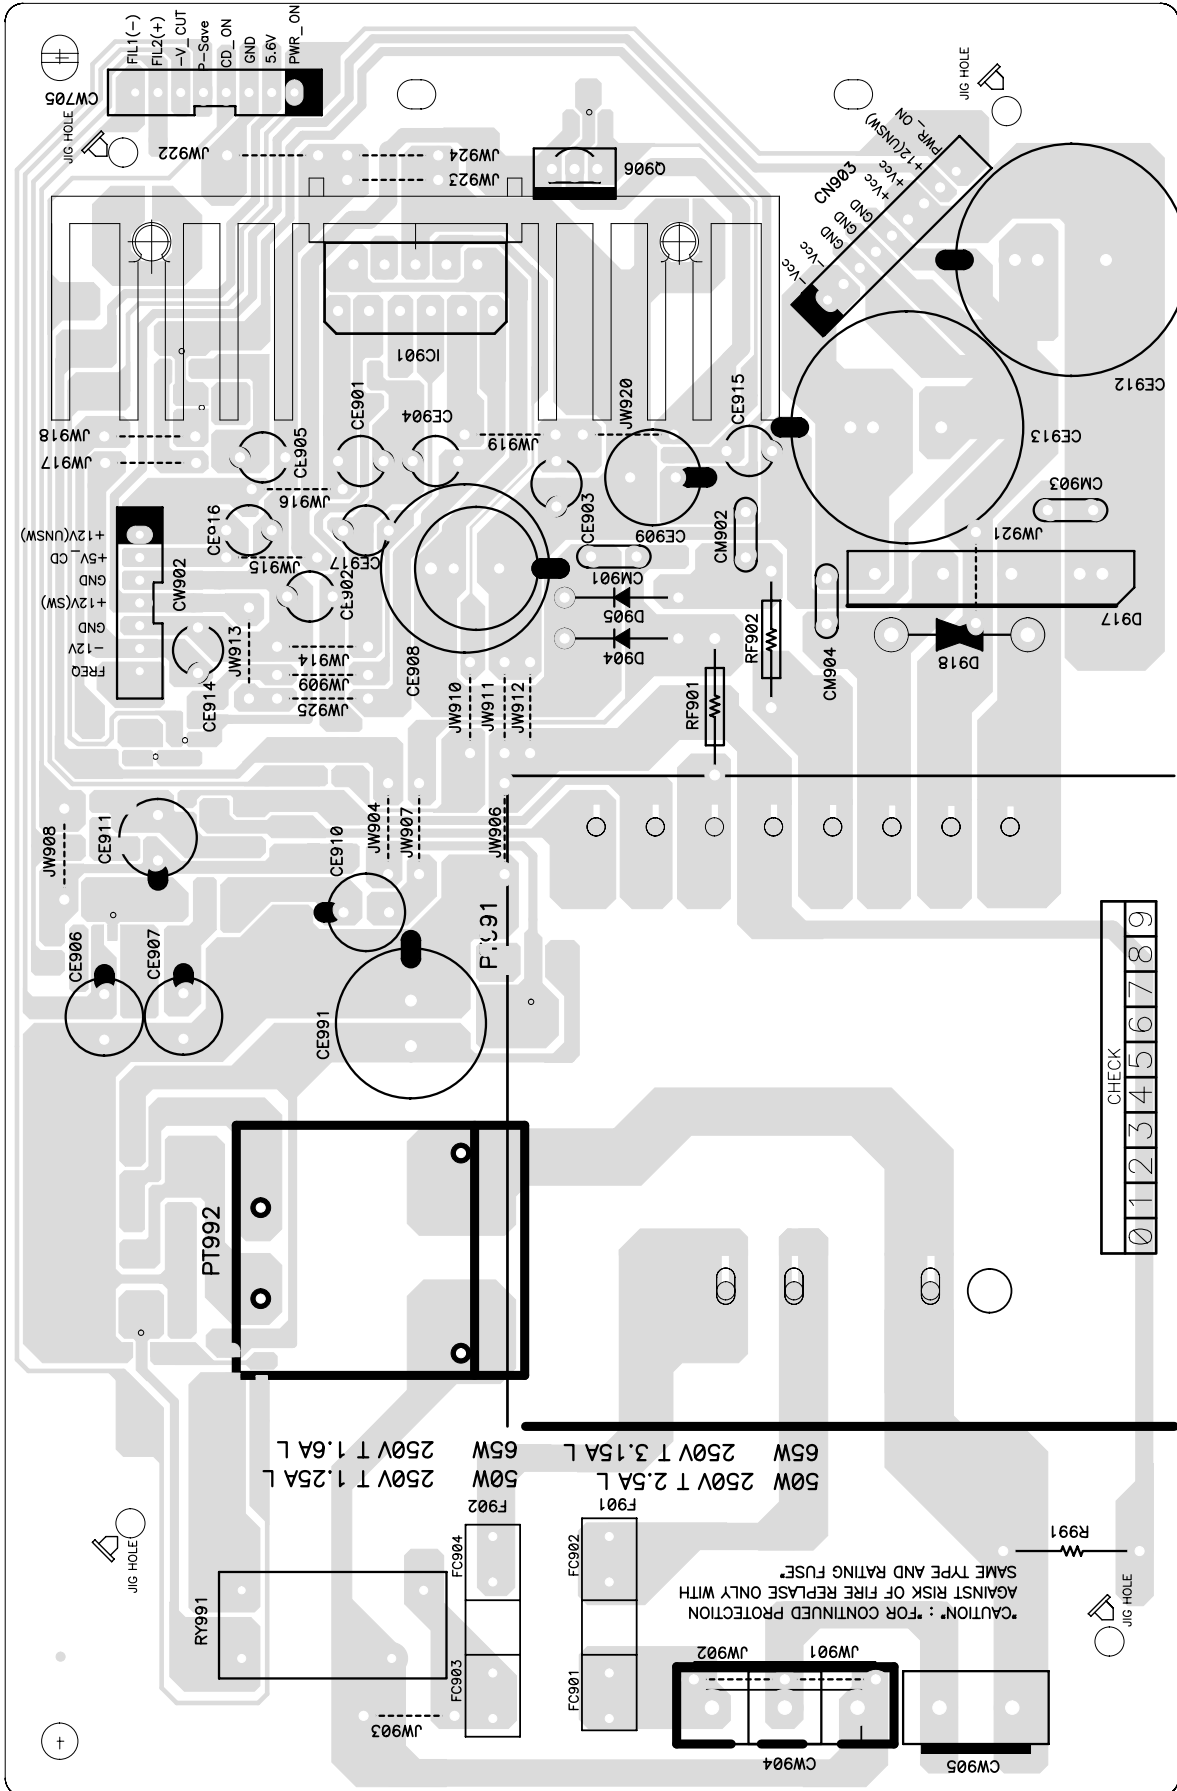 FIL1(-)
FIL2(+)
-V_CUT
P-Save
CD_ON
GND
5.6V
PWR_ON
CW705
JIG HOLE
JW922
JW924
JW923
Q906
JIG HOLE
PWR_ON
+12(UNSW)
+Vcc
+Vcc
GND
GND
GND
-Vcc
-Vcc
CN903
IC901
CE912
CE913
JW918
JW917
CE905
CE901
CE904
JW919
JW920
CE915
JW916
CE903
CE909
CM902
CM903
JW921
+12V(UNSW)
+5V_CD
GND
+12V(SW)
GND
-12V
FREQ
CW902
CE916
JW915
CE917
CE902
CM901
D905
D904
RF902
CM904
D917
D918
JW913
CE914
JW914
JW909
JW925
CE908
JW910
JW911
JW912
RF901
JW908
CE911
CE910
JW904
JW907
JW906
CE906
CE907
CE991
CHECK
0 1 2 3 4 5 6 7 8 9
PT992
65W 250V T 1.6A L
50W 250V T 1.25A L
65W 250V T 3.15A L
50W 250V T 2.5A L
F902
F901
FC904
FC902
JIG HOLE
RY991
R991
"CAUTION" : "FOR CONTINUED PROTECTION
AGAINST RISK OF FIRE REPLASE ONLY WITH
SAME TYPE AND RATING FUSE"
JIG HOLE
FC903
FC901
JW903
JW902
JW901
CW904
CW905